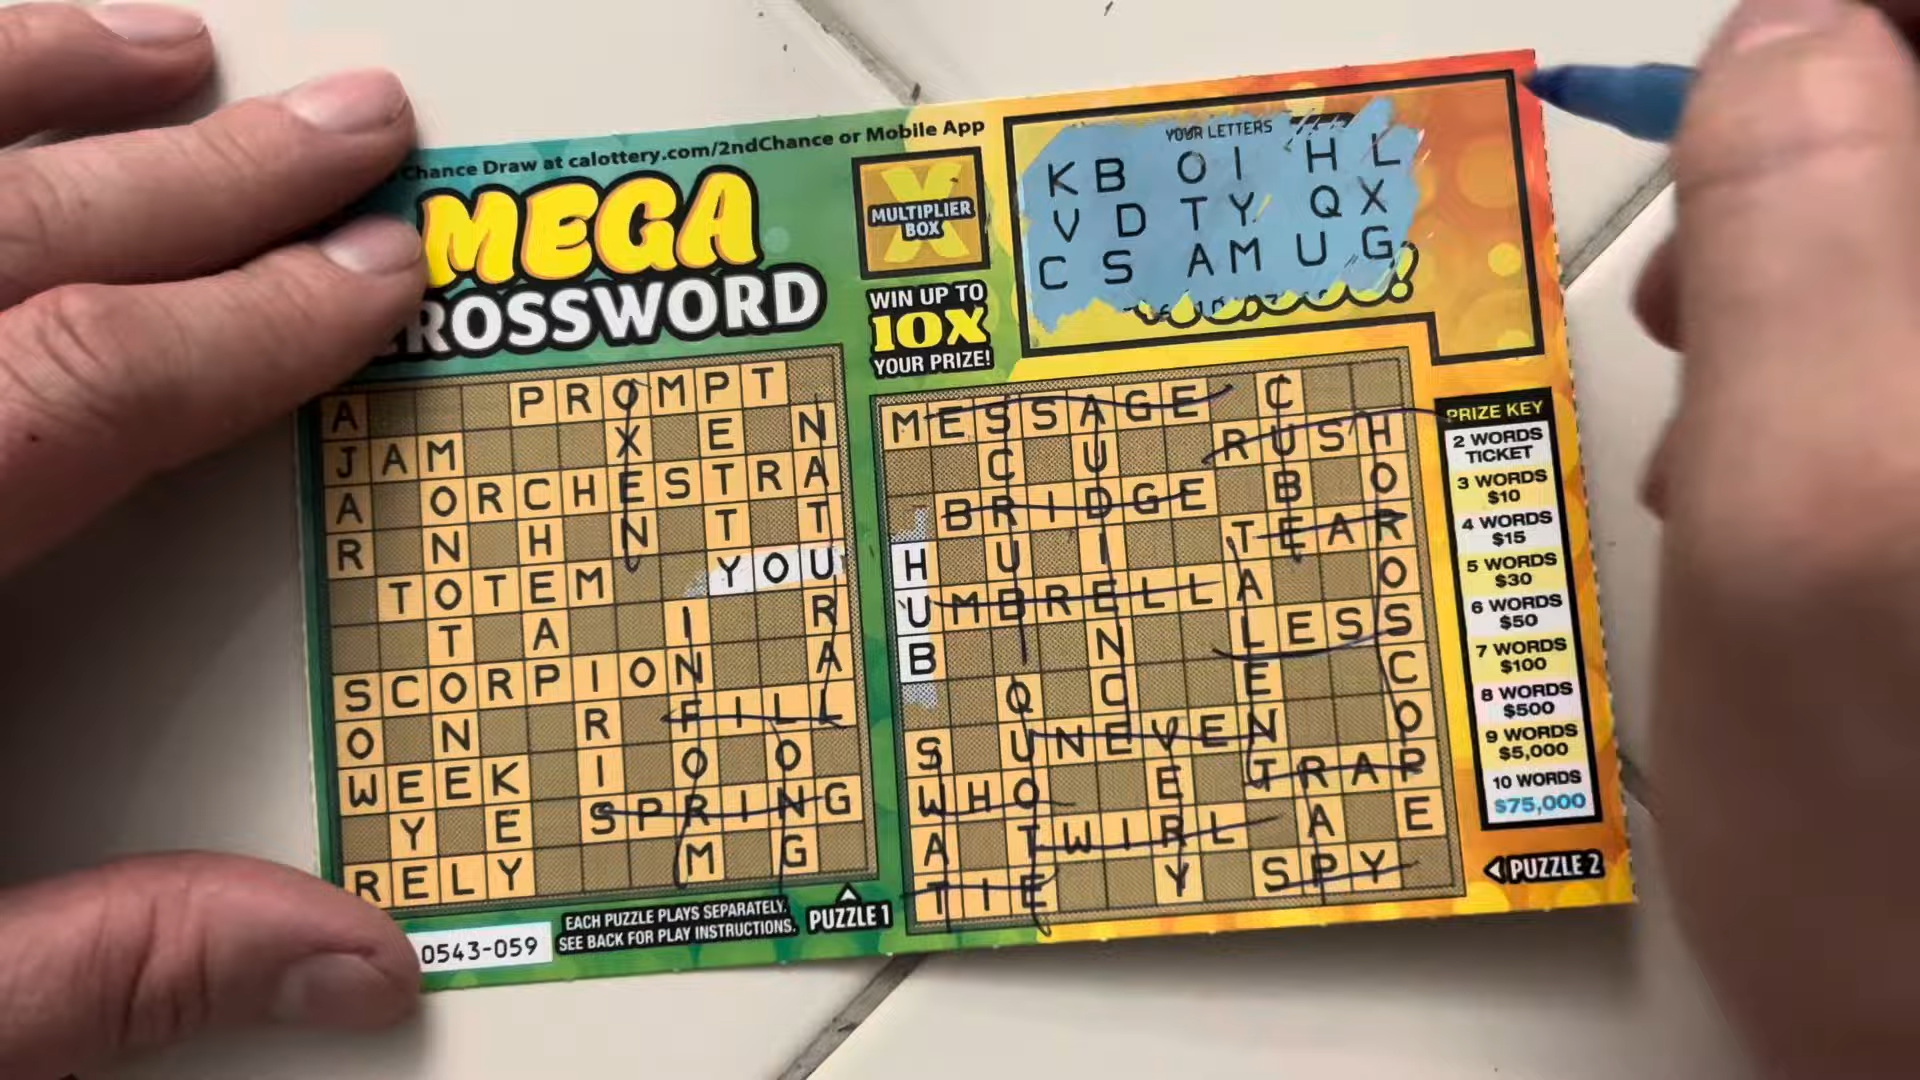 Chance Draw at calottery.com/2ndChance or Mobile App
MEGA
CROSSWORD
X
MULTIPLIER
BOX
WIN UP TO
10X
YOUR PRIZE!
YOUR LETTERS
K B O I H L
V D T Y Q X
C S A M U G
A PROMPT
X E N
JAM E A
A ORCHESTRA
R N H N T T
TOTEM YOU
T A I R
SCORPION A
O N R FILL
WEEK I O O
Y E SPRING
RELY M G
MESSAGE C
C U RUSH
BRIDGE B O
H U I TEAR
UMBRELLA O
B N LESS
Q C E C
S UNEVEN O
WHO E TRAP
A TWIRL A E
TIE Y SPY
PRIZE KEY
2 WORDS
TICKET
3 WORDS
$10
4 WORDS
$15
5 WORDS
$30
6 WORDS
$50
7 WORDS
$100
8 WORDS
$500
9 WORDS
$5,000
10 WORDS
$75,000
PUZZLE 2
PUZZLE 1
EACH PUZZLE PLAYS SEPARATELY.
SEE BACK FOR PLAY INSTRUCTIONS.
0543-059